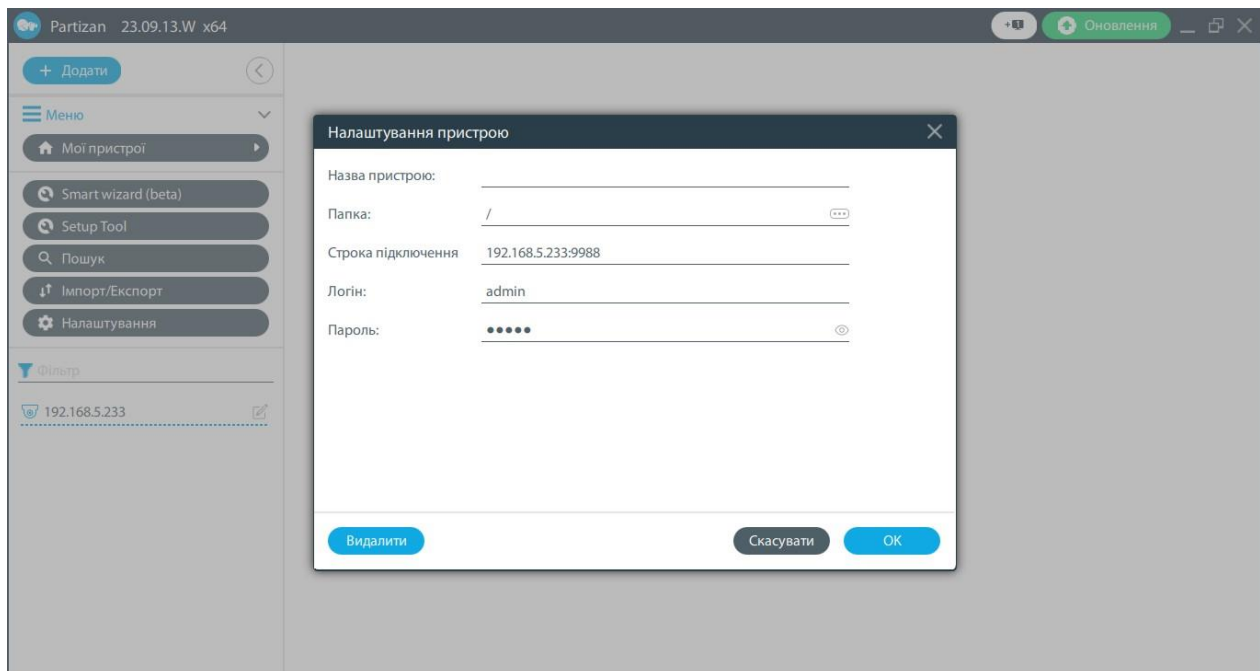 Partizan 23.09.13.W x64
Оновлення
+ Додати
Меню
Мої пристрої
Smart wizard (beta)
Setup Tool
Пошук
Імпорт/Експорт
Налаштування
Фільтр
192.168.5.233
Налаштування пристрою
Назва пристрою:
Папка: /
Строка підключення 192.168.5.233:9988
Логін: admin
Пароль: •••••
Видалити Скасувати OK